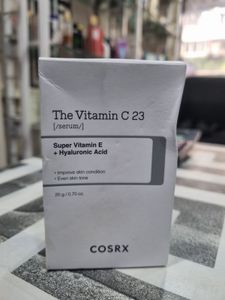 The Vitamin C 23
[/serum/]
Super Vitamin E
+ Hyaluronic Acid
• Improve skin condition
• Even skin tone
20 g / 0.70 oz.
COSRX